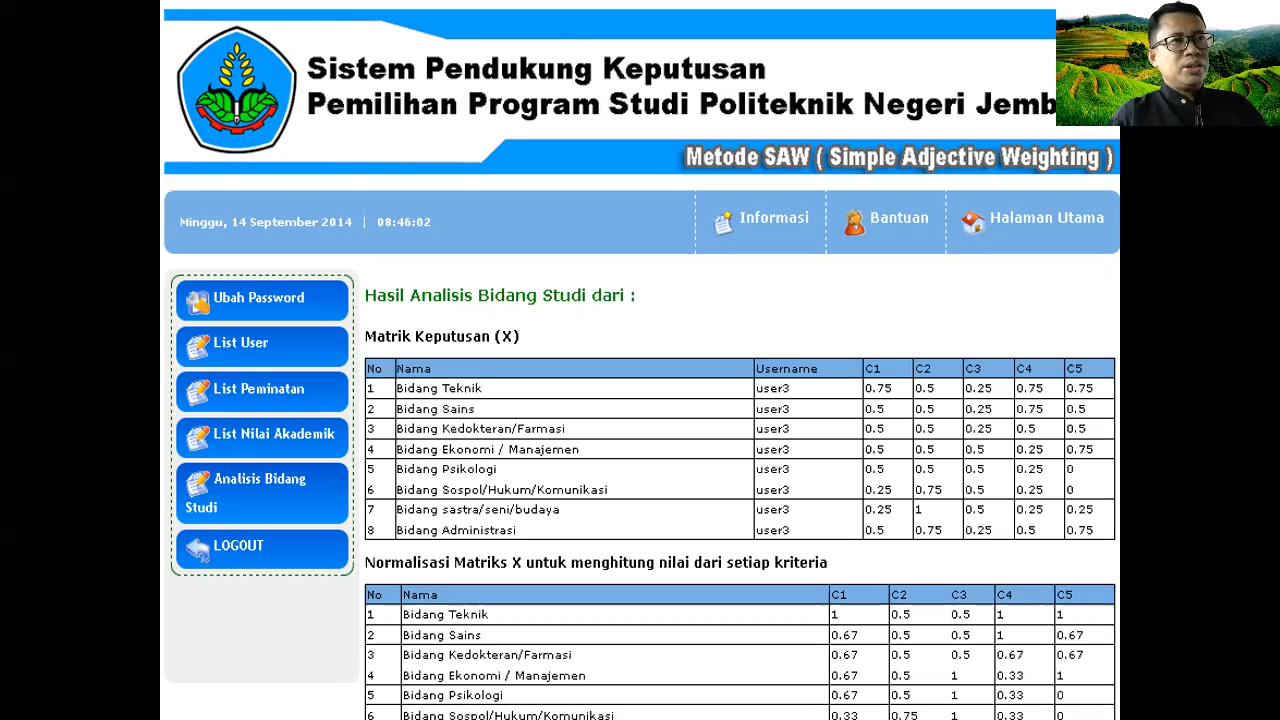 Sistem Pendukung Keputusan
Pemilihan Program Studi Politeknik Negeri Jemb
Metode SAW ( Simple Adjective Weighting )
Minggu, 14 September 2014 | 08:46:02
Informasi
Bantuan
Halaman Utama
Ubah Password
List User
List Peminatan
List Nilai Akademik
Analisis Bidang
Studi
LOGOUT
Hasil Analisis Bidang Studi dari :
Matrik Keputusan (X)
No Nama Username C1 C2 C3 C4 C5
1 Bidang Teknik user3 0.75 0.5 0.25 0.75 0.75
2 Bidang Sains user3 0.5 0.5 0.25 0.75 0.5
3 Bidang Kedokteran/Farmasi user3 0.5 0.5 0.25 0.5 0.5
4 Bidang Ekonomi / Manajemen user3 0.5 0.5 0.5 0.25 0.75
5 Bidang Psikologi user3 0.5 0.5 0.5 0.25 0
6 Bidang Sospol/Hukum/Komunikasi user3 0.25 0.75 0.5 0.25 0
7 Bidang sastra/seni/budaya user3 0.25 1 0.5 0.25 0.25
8 Bidang Administrasi user3 0.5 0.75 0.25 0.5 0.75
Normalisasi Matriks X untuk menghitung nilai dari setiap kriteria
No Nama C1 C2 C3 C4 C5
1 Bidang Teknik 1 0.5 0.5 1 1
2 Bidang Sains 0.67 0.5 0.5 1 0.67
3 Bidang Kedokteran/Farmasi 0.67 0.5 0.5 0.67 0.67
4 Bidang Ekonomi / Manajemen 0.67 0.5 1 0.33 1
5 Bidang Psikologi 0.67 0.5 1 0.33 0
6 Bidang Sospol/Hukum/Komunikasi 0.33 0.75 1 0.33 0